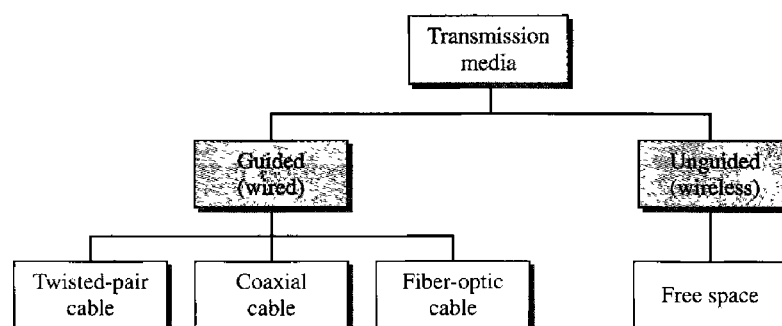 Transmission
media
Guided
(wired)
Unguided
(wireless)
Twisted-pair
cable
Coaxial
cable
Fiber-optic
cable
Free space